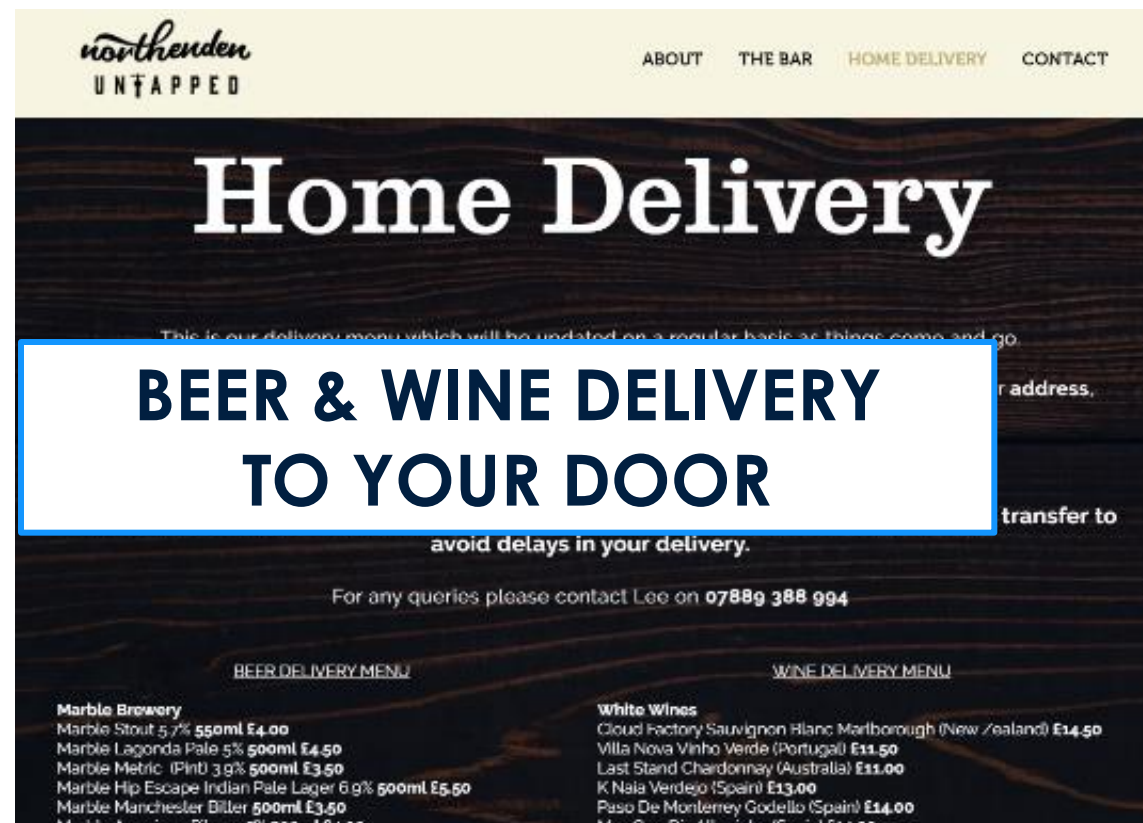 northenden
UNTAPPED
ABOUT THE BAR HOME DELIVERY CONTACT
Home Delivery
This is our delivery menu which will be updated on a regular basis as things come and go.
BEER & WINE DELIVERY
TO YOUR DOOR
r address,
transfer to
avoid delays in your delivery.
For any queries please contact Lee on 07889 388 994
BEER DELIVERY MENU
Marble Brewery
Marble Stout 5.7% 550ml £4.00
Marble Lagonda Pale 5% 500ml £4.50
Marble Metric (Pint) 3.9% 500ml £3.50
Marble Hip Escape Indian Pale Lager 6.9% 500ml £5.50
Marble Manchester Bitter 500ml £3.50
WINE DELIVERY MENU
White Wines
Cloud Factory Sauvignon Blanc Marlborough (New Zealand) £14.50
Villa Nova Vinho Verde (Portugal) £11.50
Last Stand Chardonnay (Australia) £11.00
K Naia Verdejo (Spain) £13.00
Paso De Monterrey Godello (Spain) £14.00